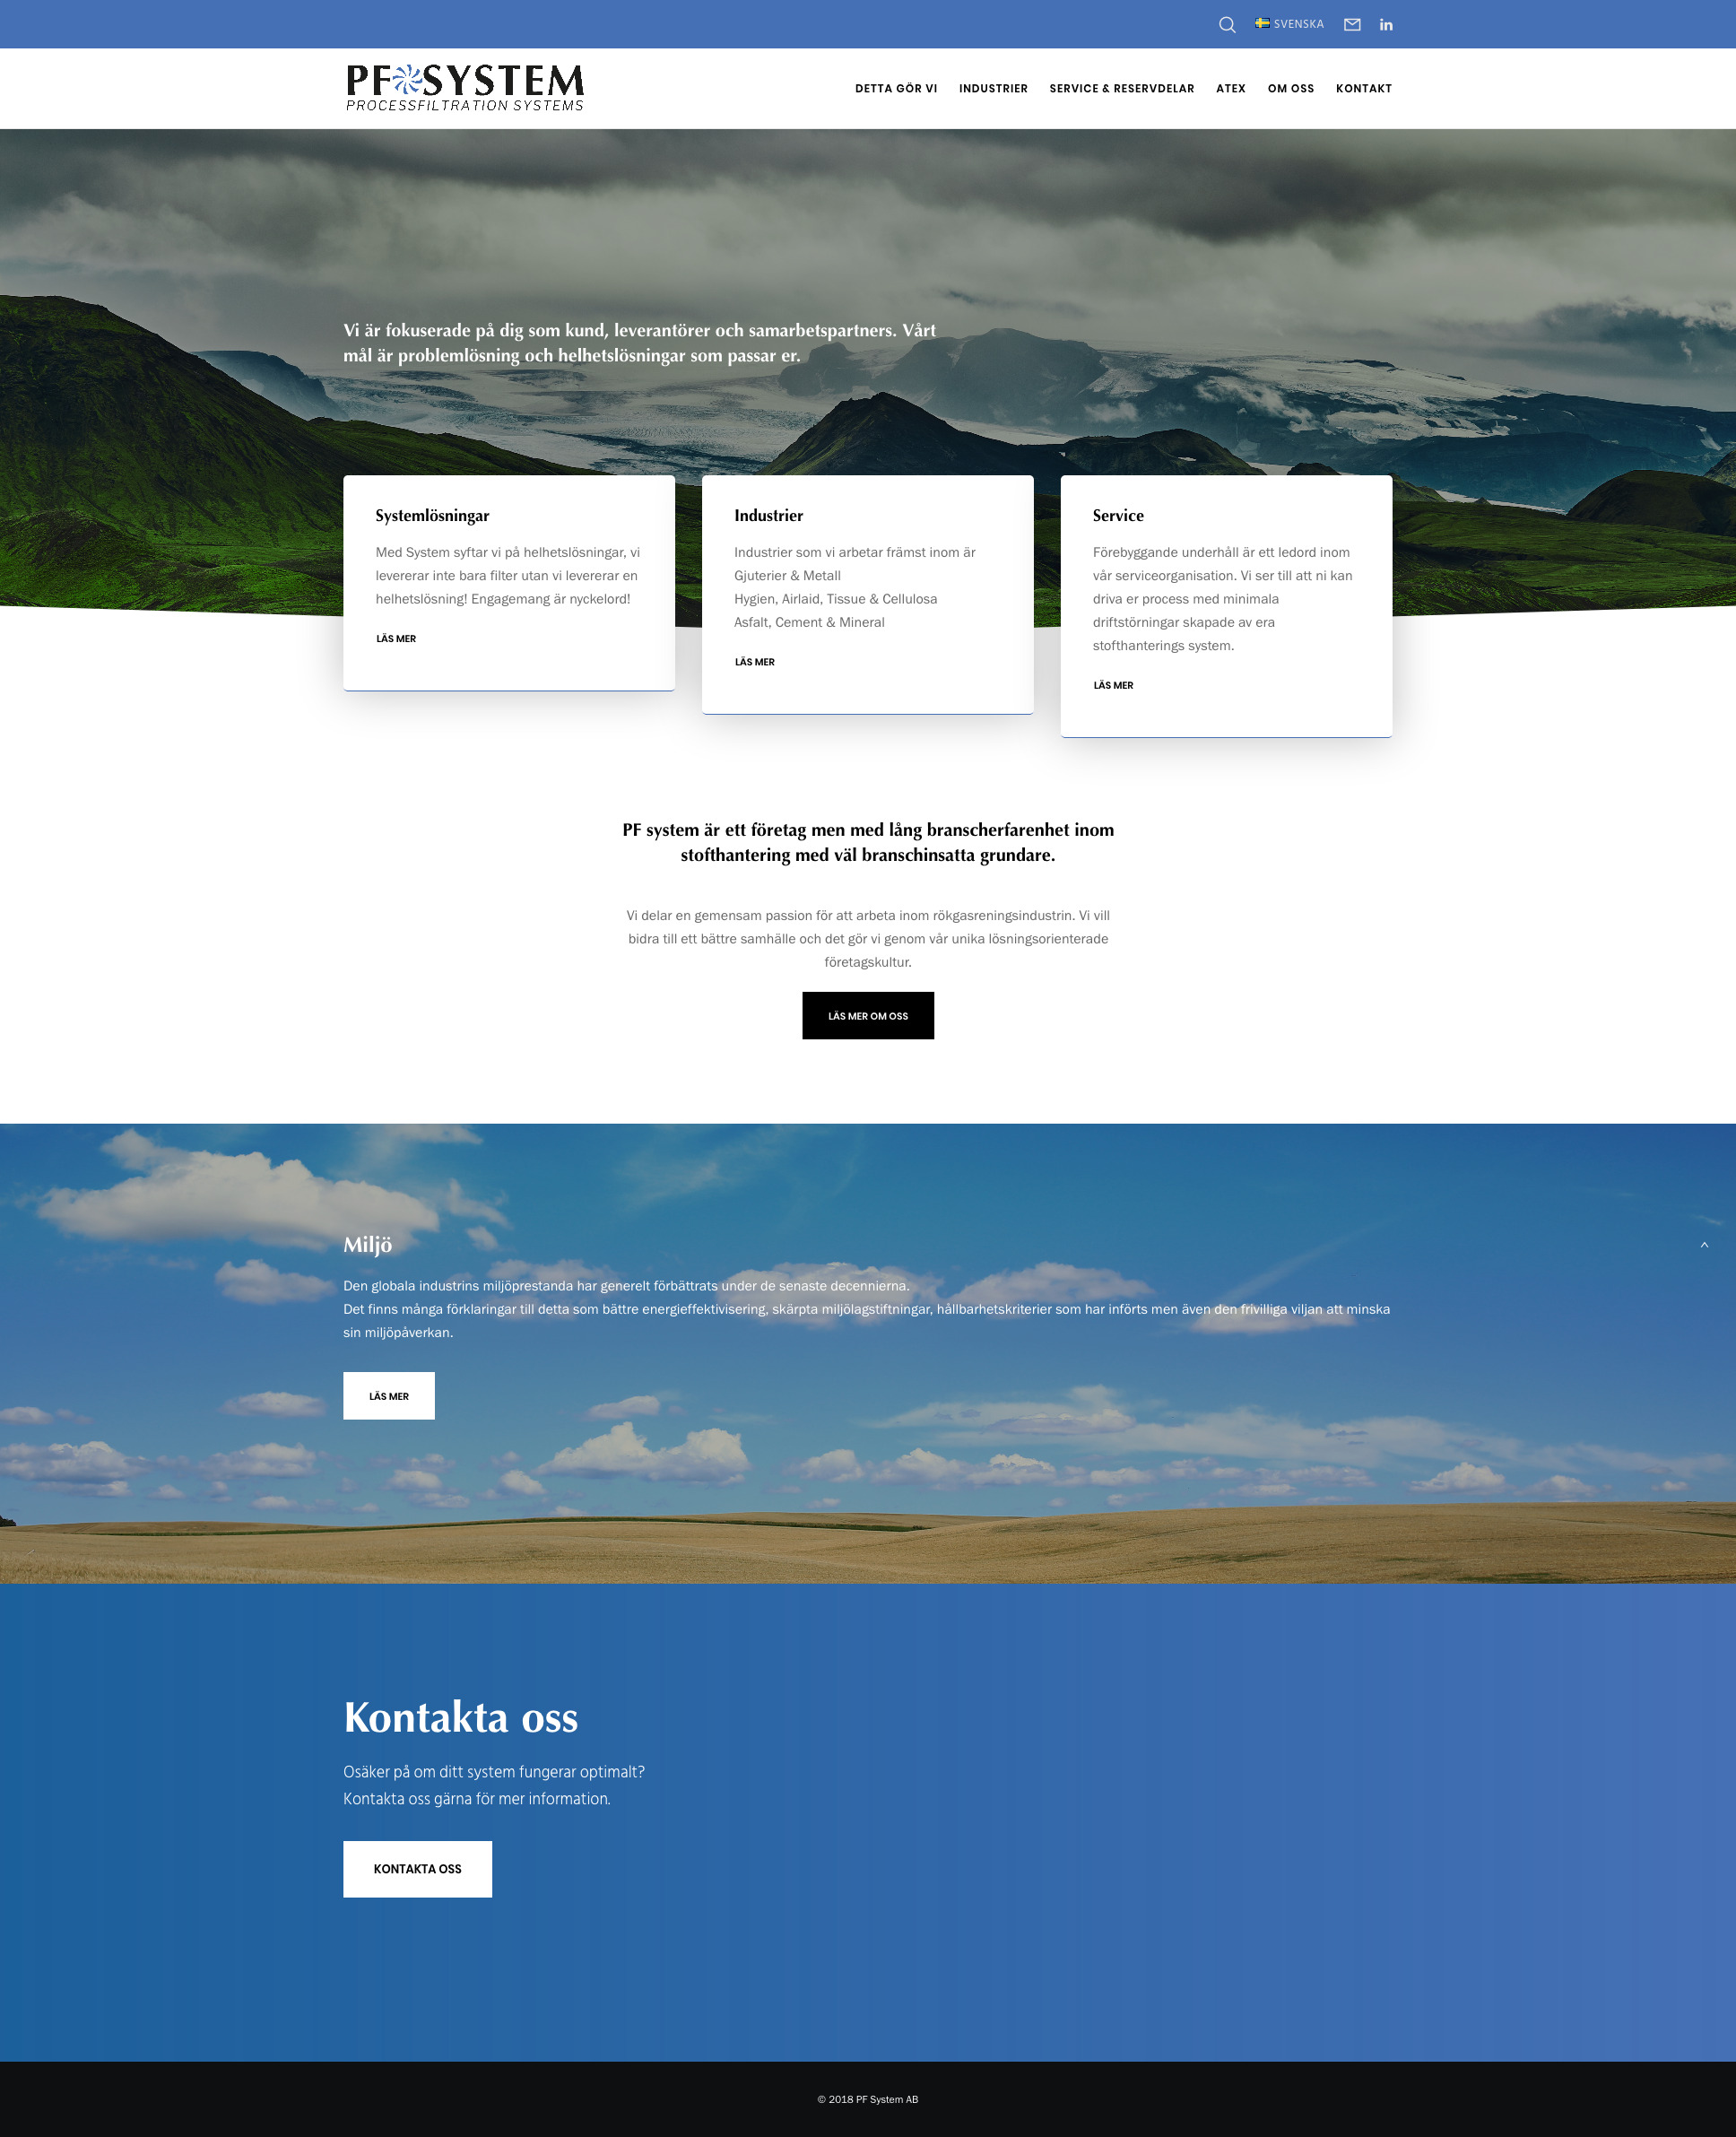 SVENSKA
in
PF SYSTEM
PROCESSFILTRATION SYSTEMS
DETTA GÖR VI INDUSTRIER SERVICE & RESERVDELAR ATEX OM OSS KONTAKT
Vi är fokuserade på dig som kund, leverantörer och samarbetspartners. Vårt
mål är problemlösning och helhetslösningar som passar er.
Systemlösningar
Med System syftar vi på helhetslösningar, vi
levererar inte bara filter utan vi levererar en
helhetslösning! Engagemang är nyckelord!
LÄS MER
Industrier
Industrier som vi arbetar främst inom är
Gjuterier & Metall
Hygien, Airlaid, Tissue & Cellulosa
Asfalt, Cement & Mineral
LÄS MER
Service
Förebyggande underhåll är ett ledord inom
vår serviceorganisation. Vi ser till att ni kan
driva er process med minimala
driftstörningar skapade av era
stofthanterings system.
LÄS MER
PF system är ett företag men med lång branscherfarenhet inom
stofthantering med väl branschinsatta grundare.
Vi delar en gemensam passion för att arbeta inom rökgasreningsindustrin. Vi vill
bidra till ett bättre samhälle och det gör vi genom vår unika lösningsorienterade
företagskultur.
LÄS MER OM OSS
Miljö
Den globala industrins miljöprestanda har generelt förbättrats under de senaste decennierna.
Det finns många förklaringar till detta som bättre energieffektivisering, skärpta miljölagstiftningar, hållbarhetskriterier som har införts men även den frivilliga viljan att minska
sin miljöpåverkan.
LÄS MER
Kontakta oss
Osäker på om ditt system fungerar optimalt?
Kontakta oss gärna för mer information.
KONTAKTA OSS
© 2018 PF System AB